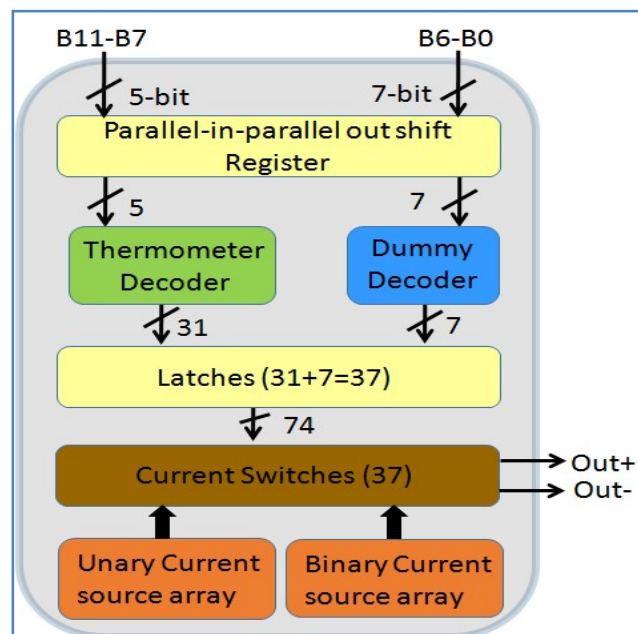 B11-B7
B6-B0
5-bit
7-bit
Parallel-in-parallel out shift
Register
5
7
Thermometer
Decoder
Dummy
Decoder
31
7
Latches (31+7=37)
74
Current Switches (37)
Out+
Out-
Unary Current
source array
Binary Current
source array